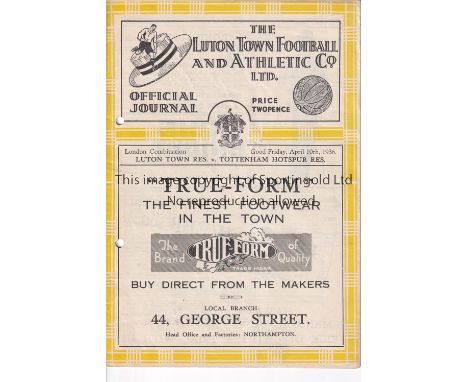 THE
LUTON TOWN FOOTBALL
AND ATHLETIC Co
LTD.
OFFICIAL
JOURNAL
PRICE
TWOPENCE
London Combination
Good Friday, April 10th, 1936.
LUTON TOWN RES. v. TOTTENHAM HOTSPUR RES.
This image copyright of Sportingold Ltd
No reproduction allowed
"TRUE-FORM"
THE FINEST FOOTWEAR
IN THE TOWN
The Brand
TRUE-FORM
TRADE MARK
of Quality
BUY DIRECT FROM THE MAKERS
LOCAL BRANCH:
44, GEORGE STREET.
Head Office and Factories: NORTHAMPTON.